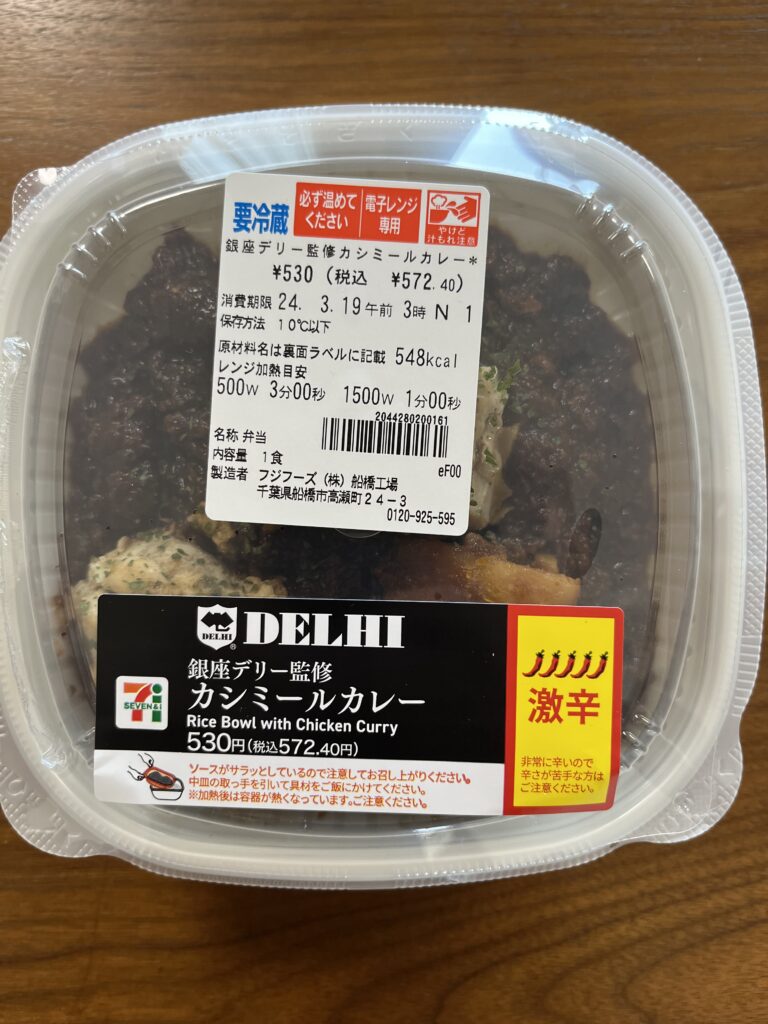 要冷蔵
必ず温めて
ください
電子レンジ
専用
やけど
汁もれ注意
銀座デリー監修カシミールカレー*
¥530 (税込 ¥572.40)
消費期限 24. 3.19午前 3時 N 1
保存方法 10℃以下
原材料名は裏面ラベルに記載 548kcal
レンジ加熱目安
500W 3分00秒 1500W 1分00秒
2044280200161
名称 弁当
内容量 1食
eF00
製造者 フジフーズ (株) 船橋工場
千葉県船橋市高瀬町24-3
0120-925-595
DELHI
DELHI
銀座デリー監修
カシミールカレー
SEVEN&i
Rice Bowl with Chicken Curry
530円(税込572.40円)
激辛
非常に辛いので
辛さが苦手な方は
ご注意ください。
ソースがサラッとしているので注意してお召し上がりください。
中皿の取っ手を引いて具材をご飯にかけてください。
※加熱後は容器が熱くなっています。ご注意ください。